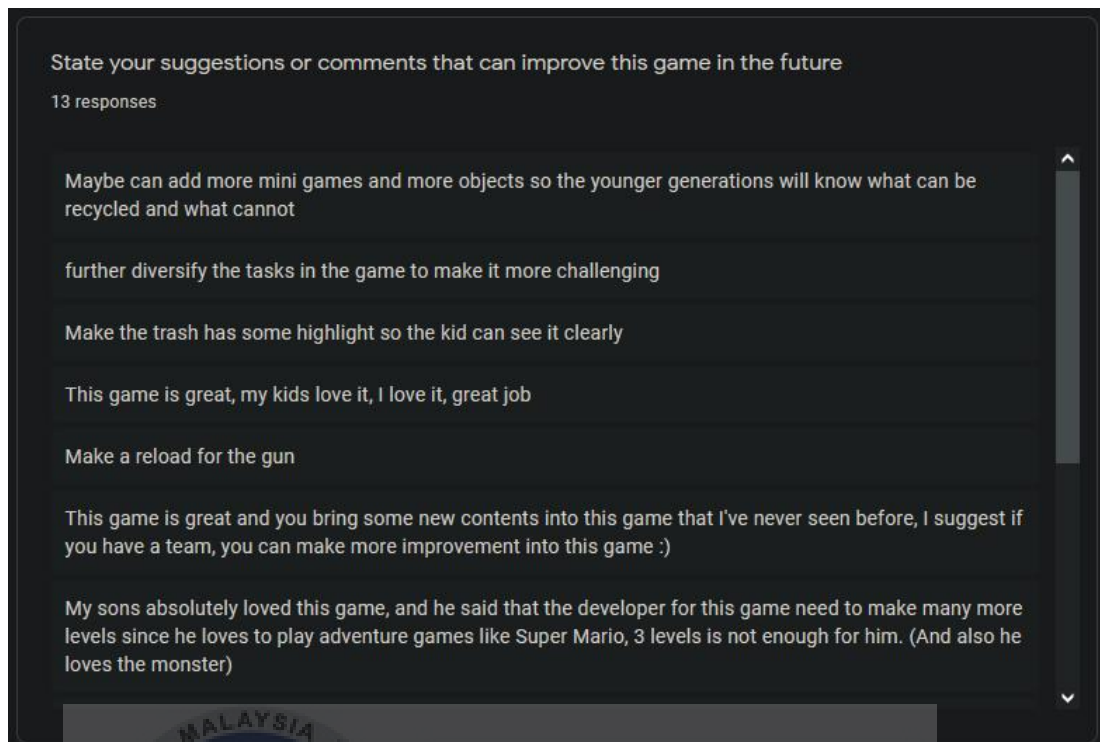 State your suggestions or comments that can improve this game in the future
13 responses
Maybe can add more mini games and more objects so the younger generations will know what can be
recycled and what cannot
further diversify the tasks in the game to make it more challenging
Make the trash has some highlight so the kid can see it clearly
This game is great, my kids love it, I love it, great job
Make a reload for the gun
This game is great and you bring some new contents into this game that I've never seen before, I suggest if
you have a team, you can make more improvement into this game :)
My sons absolutely loved this game, and he said that the developer for this game need to make many more
levels since he loves to play adventure games like Super Mario, 3 levels is not enough for him. (And also he
loves the monster)
MALAYSIA